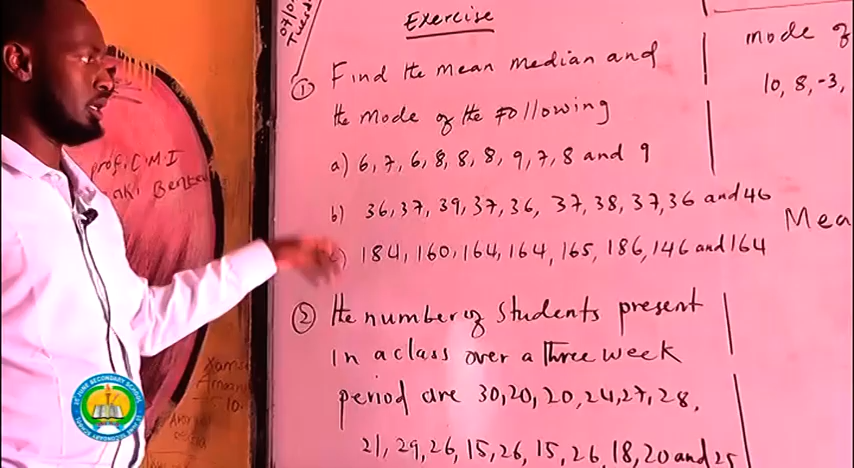 07/0
Tuesd
Exercise
① Find the mean median and
the mode of the Following
a) 6, 7, 6, 8, 8, 8, 9, 7, 8 and 9
b) 36, 37, 39, 37, 36, 37, 38, 37, 36 and 46
c) 184, 160, 164, 164, 165, 186, 146 and 164
② the number of Students present
in a class over a Three week
period are 30, 20, 20, 24, 27, 28,
21, 29, 26, 15, 26, 15, 26, 18, 20 and 25
mode of
10, 8, -3,
Mea
prof. C.M.I